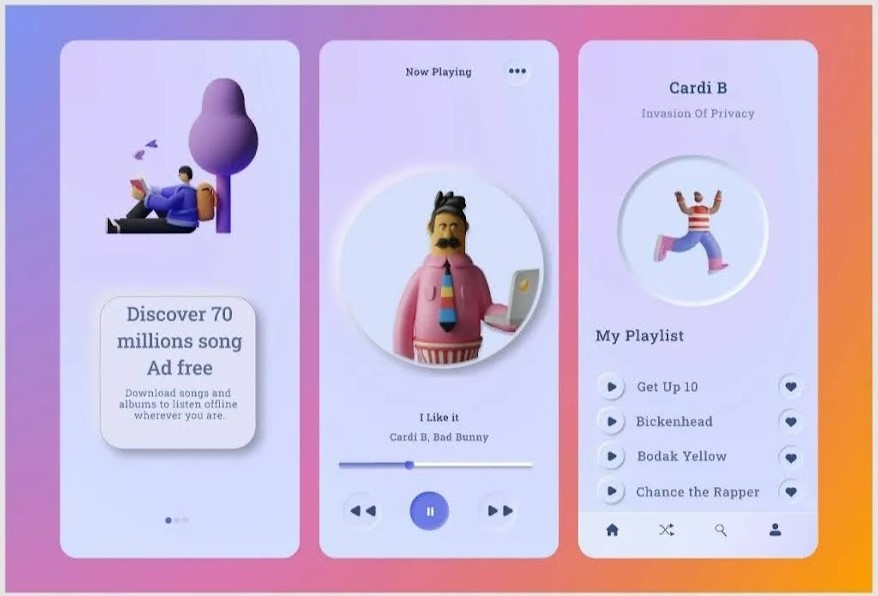 Discover 70
millions song
Ad free
Download songs and
albums to listen offline
wherever you are.
Now Playing
I Like it
Cardi B, Bad Bunny
Cardi B
Invasion Of Privacy
My Playlist
Get Up 10
Bickenhead
Bodak Yellow
Chance the Rapper